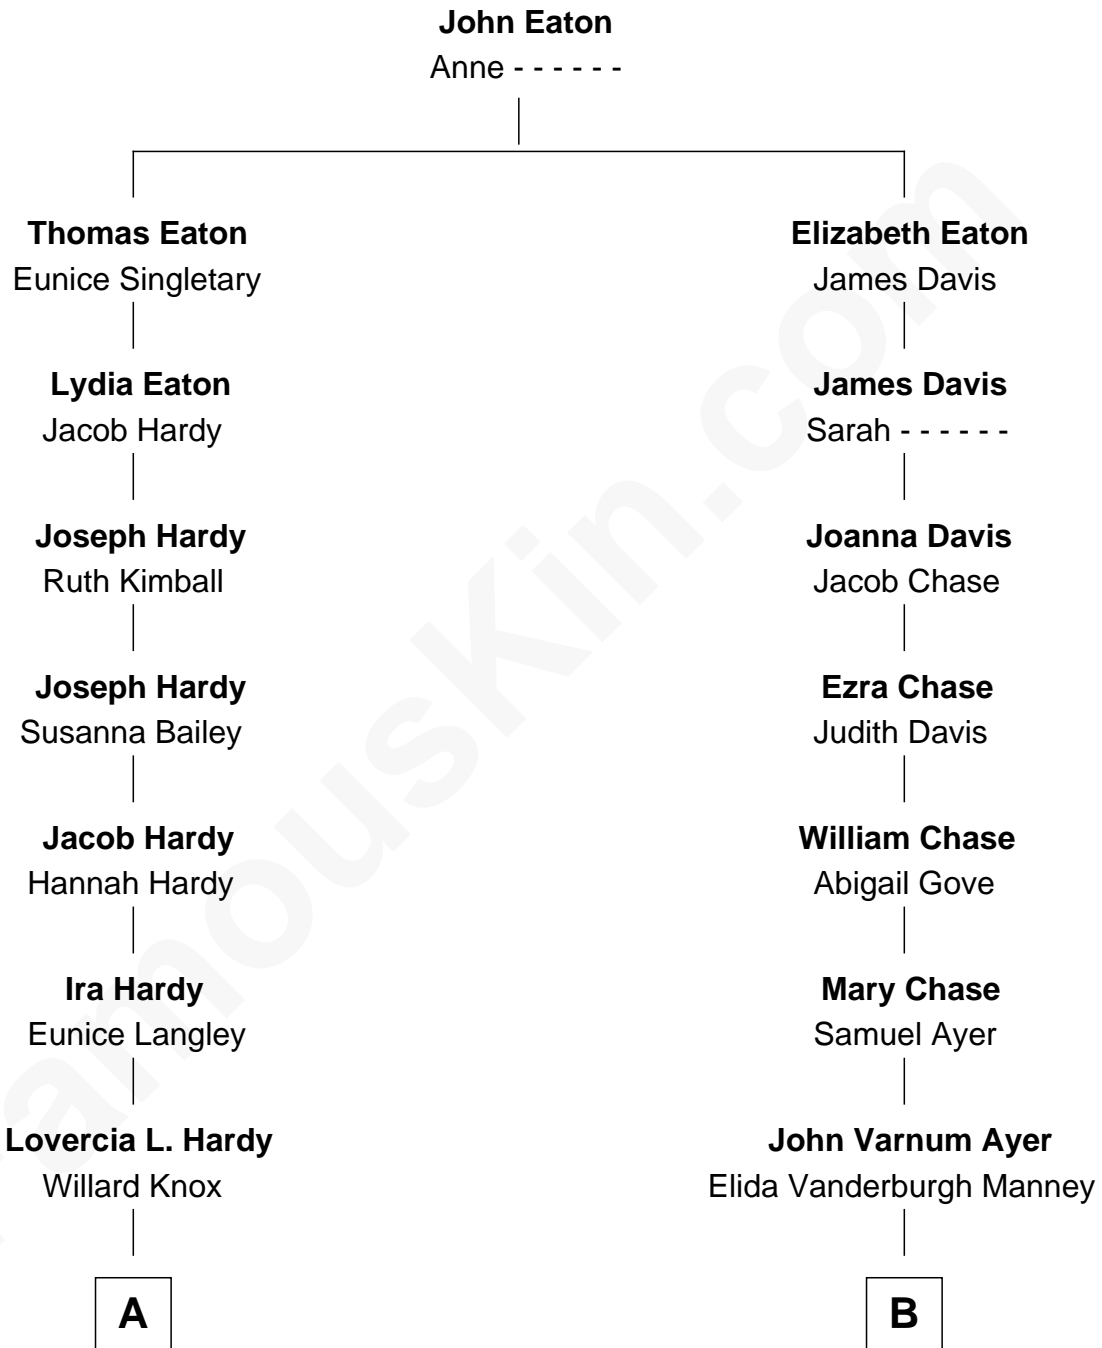 John Eaton
Anne - - - - - -
Thomas Eaton
Eunice Singletary
Elizabeth Eaton
James Davis
Lydia Eaton
Jacob Hardy
James Davis
Sarah - - - - - -
Joseph Hardy
Ruth Kimball
Joanna Davis
Jacob Chase
Joseph Hardy
Susanna Bailey
Ezra Chase
Judith Davis
Jacob Hardy
Hannah Hardy
William Chase
Abigail Gove
Ira Hardy
Eunice Langley
Mary Chase
Samuel Ayer
Lovercia L. Hardy
Willard Knox
John Varnum Ayer
Elida Vanderburgh Manney
A
B
FamousKin.com